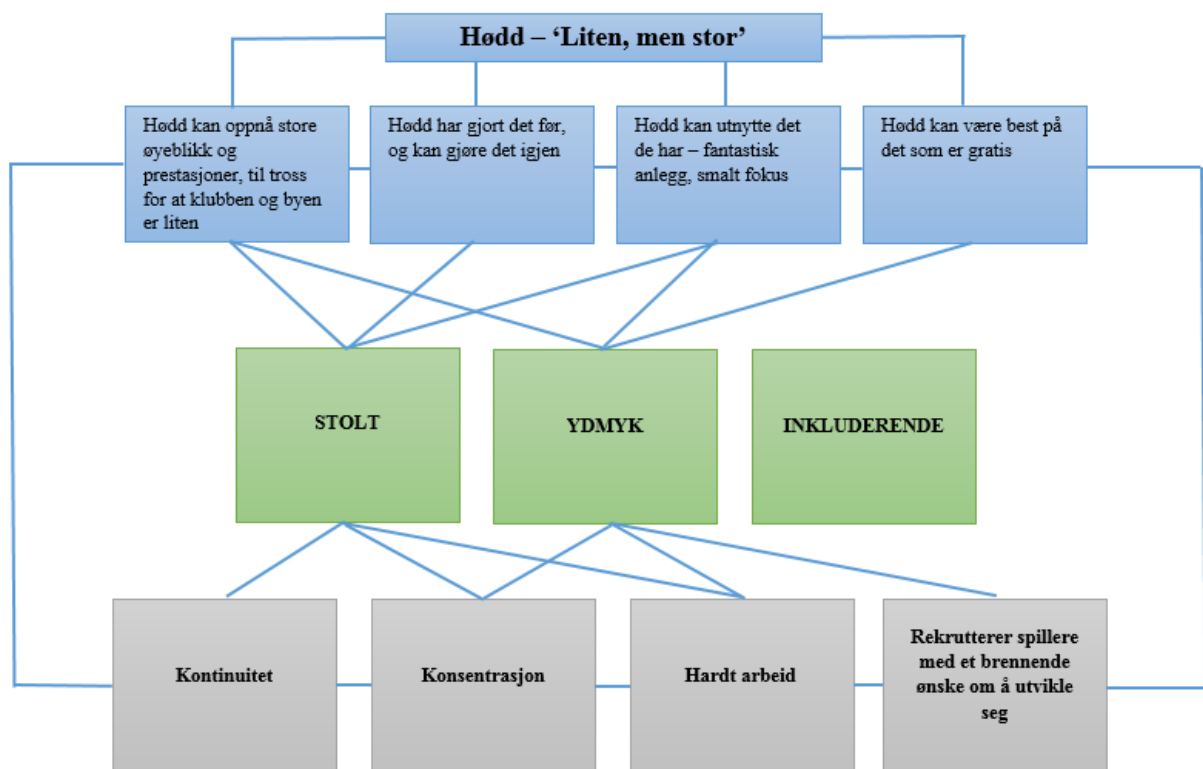 Hødd – ‘Liten, men stor’
Hødd kan oppnå store
øyeblikk og
prestasjoner, til tross
for at klubben og byen
er liten
Hødd har gjort det før,
og kan gjøre det igjen
Hødd kan utnytte det
de har – fantastisk
anlegg, smalt fokus
Hødd kan være best på
det som er gratis
STOLT
YDMYK
INKLUDERENDE
Kontinuitet
Konsentrasjon
Hardt arbeid
Rekrutterer spillere
med et brennende
ønske om å utvikle
seg